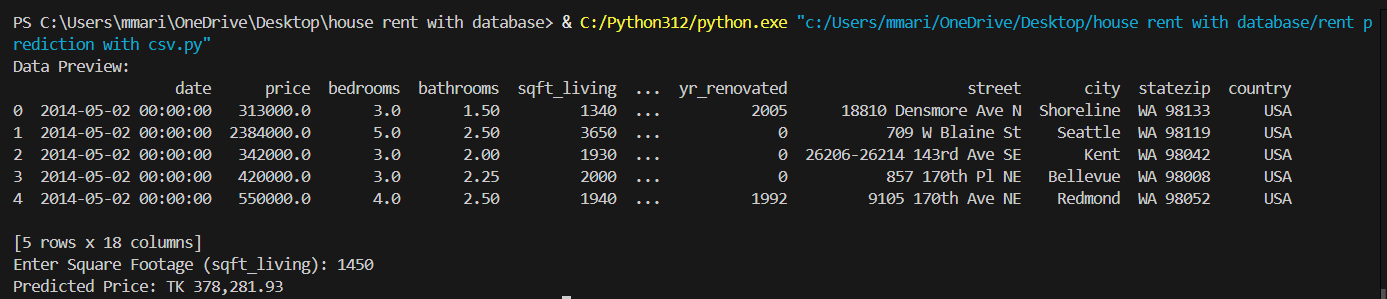 PS C:\Users\mmari\OneDrive\Desktop\house rent with database> & C:/Python312/python.exe "c:/Users/mmari/OneDrive/Desktop/house rent with database/rent p
rediction with csv.py"
Data Preview:
                  date      price  bedrooms  bathrooms  sqft_living  ...  yr_renovated                    street       city  statezip  country
0  2014-05-02 00:00:00   313000.0       3.0       1.50         1340  ...          2005      18810 Densmore Ave N  Shoreline  WA 98133      USA
1  2014-05-02 00:00:00  2384000.0       5.0       2.50         3650  ...             0           709 W Blaine St    Seattle  WA 98119      USA
2  2014-05-02 00:00:00   342000.0       3.0       2.00         1930  ...             0  26206-26214 143rd Ave SE       Kent  WA 98042      USA
3  2014-05-02 00:00:00   420000.0       3.0       2.25         2000  ...             0           857 170th Pl NE   Bellevue  WA 98008      USA
4  2014-05-02 00:00:00   550000.0       4.0       2.50         1940  ...          1992         9105 170th Ave NE    Redmond  WA 98052      USA

[5 rows x 18 columns]
Enter Square Footage (sqft_living): 1450
Predicted Price: TK 378,281.93